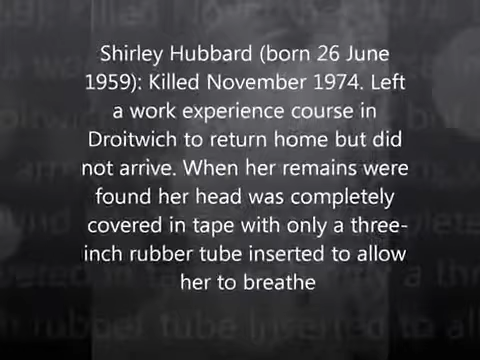 Shirley Hubbard (born 26 June
1959): Killed November 1974. Left
a work experience course in
Droitwich to return home but did
not arrive. When her remains were
found her head was completely
covered in tape with only a three-
inch rubber tube inserted to allow
her to breathe